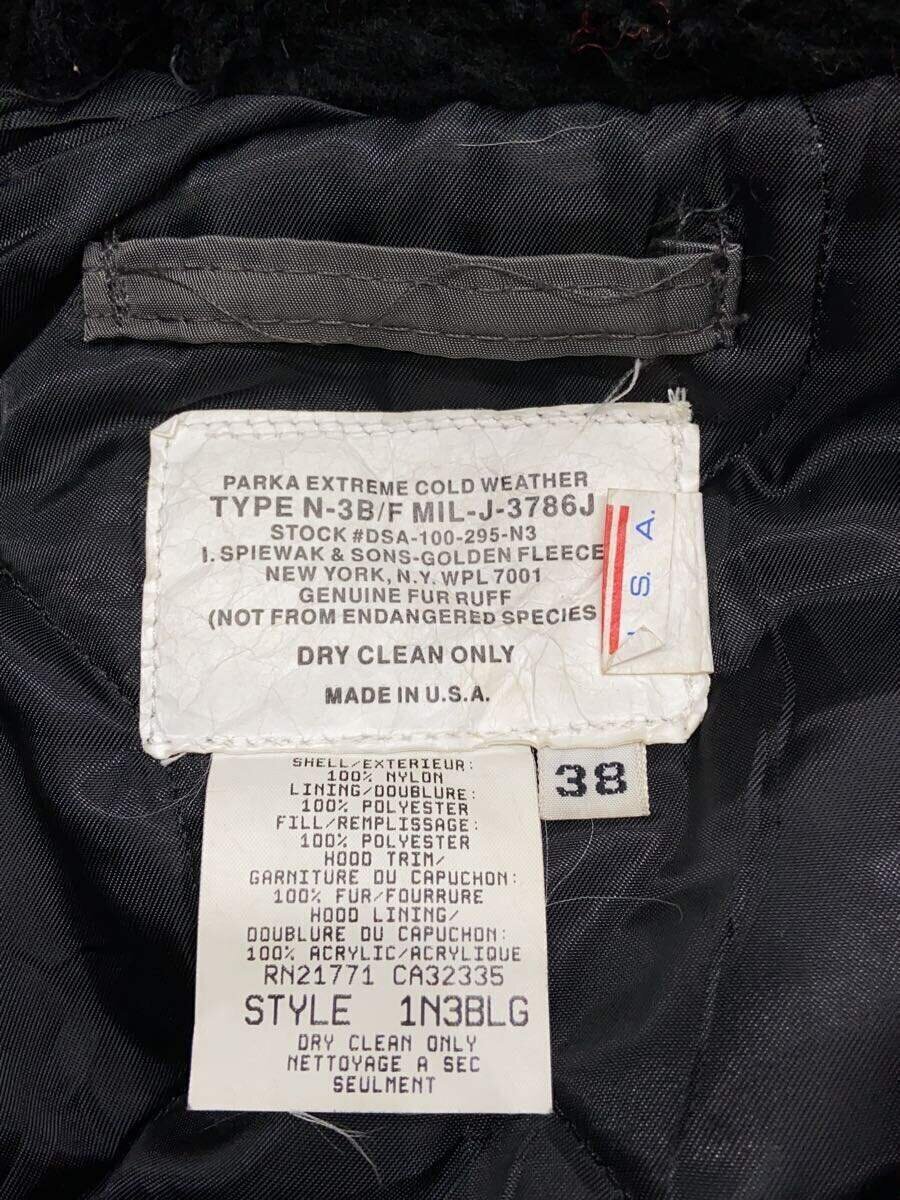 PARKA EXTREME COLD WEATHER
TYPE N-3B/F MIL-J-3786J
STOCK #DSA-100-295-N3
I. SPIEWAK & SONS-GOLDEN FLEECE
NEW YORK, N.Y. WPL 7001
GENUINE FUR RUFF
(NOT FROM ENDANGERED SPECIES
DRY CLEAN ONLY
MADE IN U.S.A.
S. A.
38
SHELL/EXTERIEUR:
100% NYLON
LINING/DOUBLURE:
100% POLYESTER
FILL/REMPLISSAGE:
100% POLYESTER
HOOD TRIM/
GARNITURE DU CAPUCHON:
100% FUR/FOURRURE
HOOD LINING/
DOUBLURE DU CAPUCHON:
100% ACRYLIC/ACRYLIQUE
RN21771 CA32335
STYLE 1N3BLG
DRY CLEAN ONLY
NETTOYAGE A SEC
SEULMENT